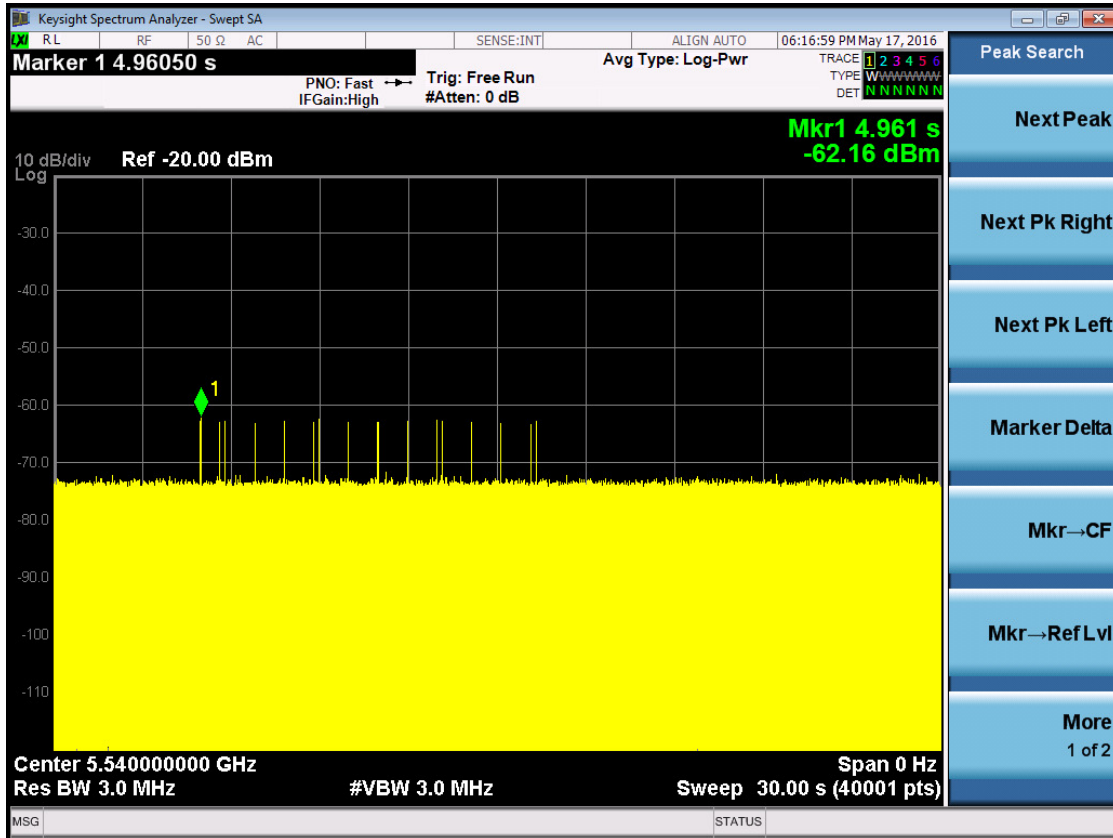 Keysight Spectrum Analyzer - Swept SA
LXI RL RF 50 Ω AC SENSE:INT ALIGN AUTO 06:16:59 PM May 17, 2016
Marker 1 4.96050 s
PNO: Fast
IFGain:High
Trig: Free Run
#Atten: 0 dB
Avg Type: Log-Pwr
TRACE 1 2 3 4 5 6
TYPE WWWWWW
DET N N N N N N
Mkr1 4.961 s
-62.16 dBm
10 dB/div Ref -20.00 dBm
Log
-30.0
-40.0
-50.0
1
-60.0
-70.0
-80.0
-90.0
-100
-110
Center 5.540000000 GHz Span 0 Hz
Res BW 3.0 MHz #VBW 3.0 MHz Sweep 30.00 s (40001 pts)
MSG STATUS
Peak Search
Next Peak
Next Pk Right
Next Pk Left
Marker Delta
Mkr→CF
Mkr→Ref Lvl
More
1 of 2